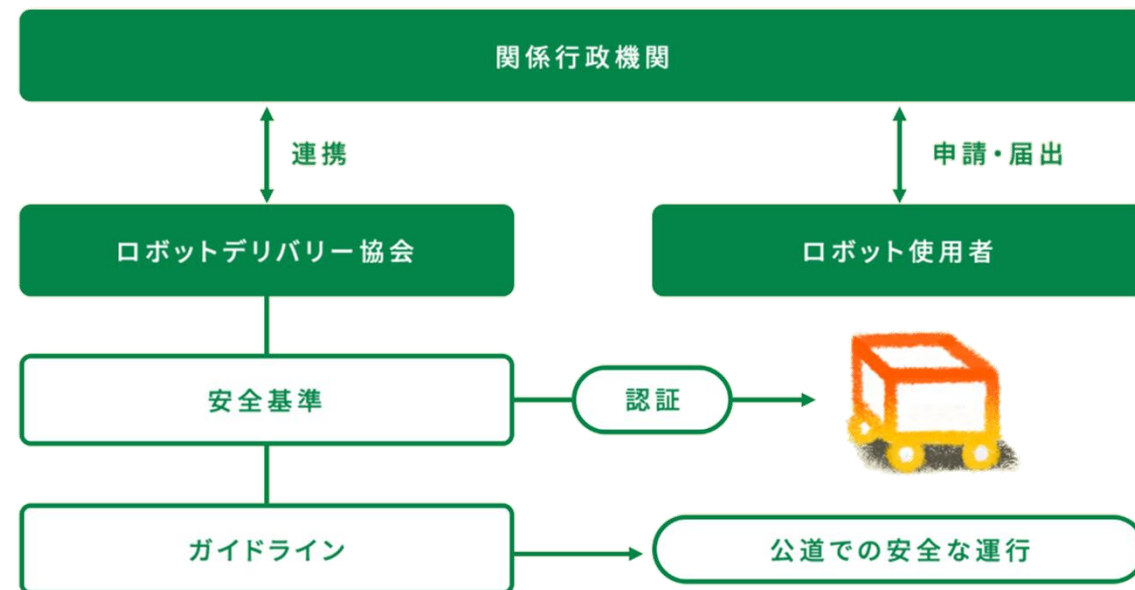 関係行政機関
連携
申請・届出
ロボットデリバリー協会
ロボット使用者
安全基準
認証
ガイドライン
公道での安全な運行